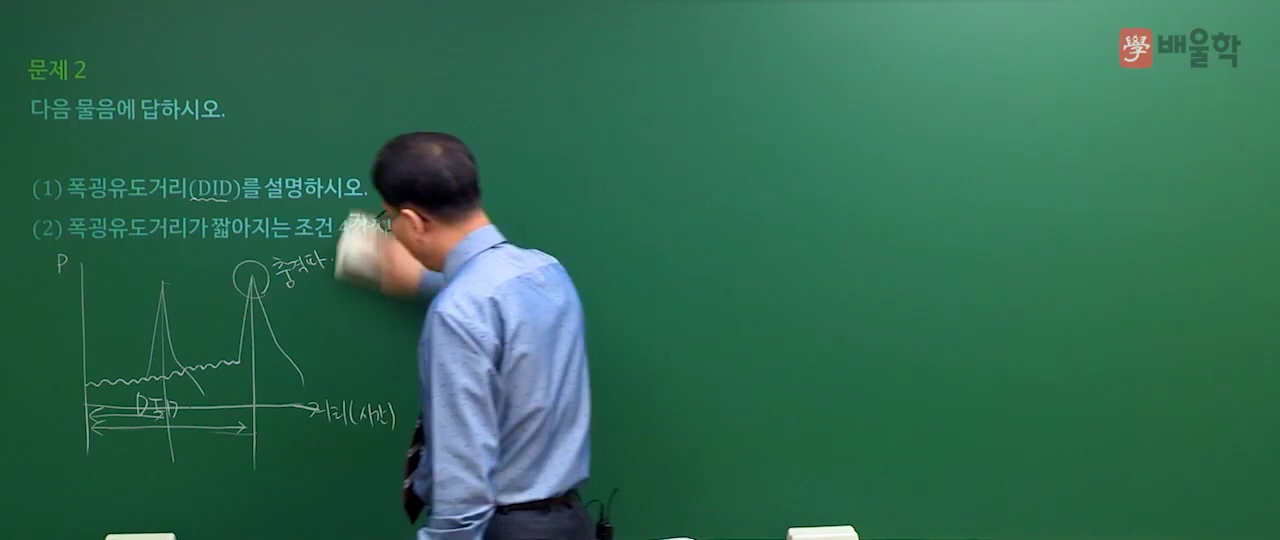 學 배울학
문제 2
다음 물음에 답하시오.
(1) 폭굉유도거리(DID)를 설명하시오.
(2) 폭굉유도거리가 짧아지는 조건
P
충격파
DID
거리(시간)